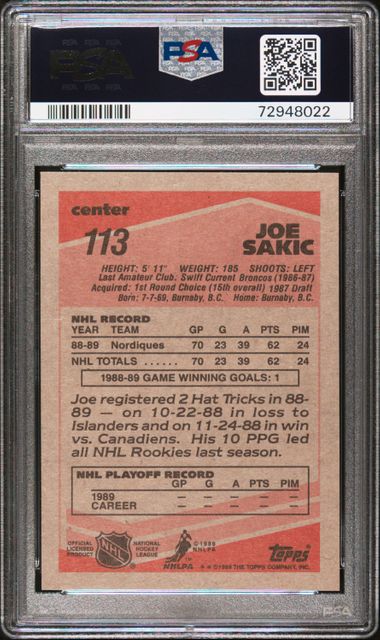 PSA
PSA
72948022
center
113
JOE
SAKIC
HEIGHT: 5' 11" WEIGHT: 185 SHOOTS: LEFT
Last Amateur Club: Swift Current Broncos (1986-87)
Acquired: 1st Round Choice (15th overall) 1987 Draft
Born: 7-7-69, Burnaby, B.C. Home: Burnaby, B.C.
NHL RECORD
YEAR TEAM GP G A PTS PIM
88-89 Nordiques 70 23 39 62 24
NHL TOTALS ...... 70 23 39 62 24
1988-89 GAME WINNING GOALS: 1
Joe registered 2 Hat Tricks in 88-
89 — on 10-22-88 in loss to
Islanders and on 11-24-88 in win
vs. Canadiens. His 10 PPG led
all NHL Rookies last season.
NHL PLAYOFF RECORD
GP G A PTS PIM
1989 — — — — —
CAREER — — — — —
OFFICIAL LICENSED PRODUCT
NHL
NATIONAL HOCKEY LEAGUE
© 1989 NHLPA
NHLPA
topps
* * © 1989 THE TOPPS COMPANY, INC.